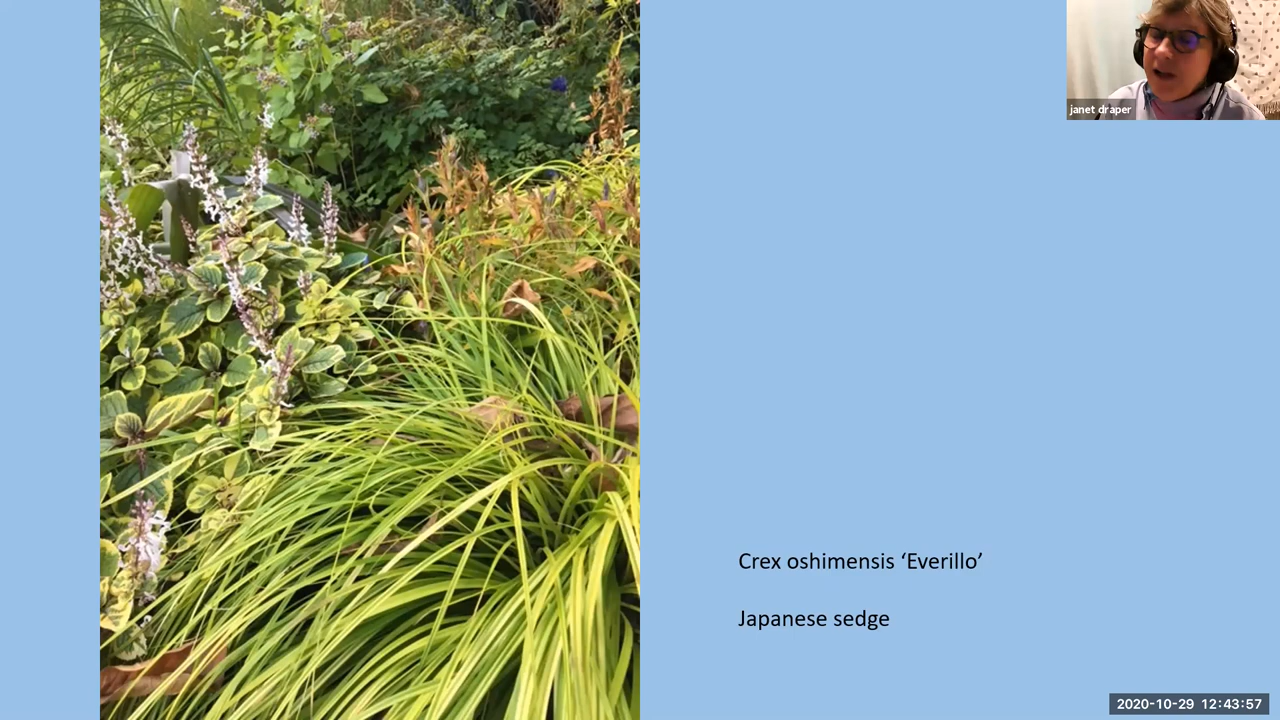 janet draper
Crex oshimensis ‘Everillo’
Japanese sedge
2020-10-29 12:43:57